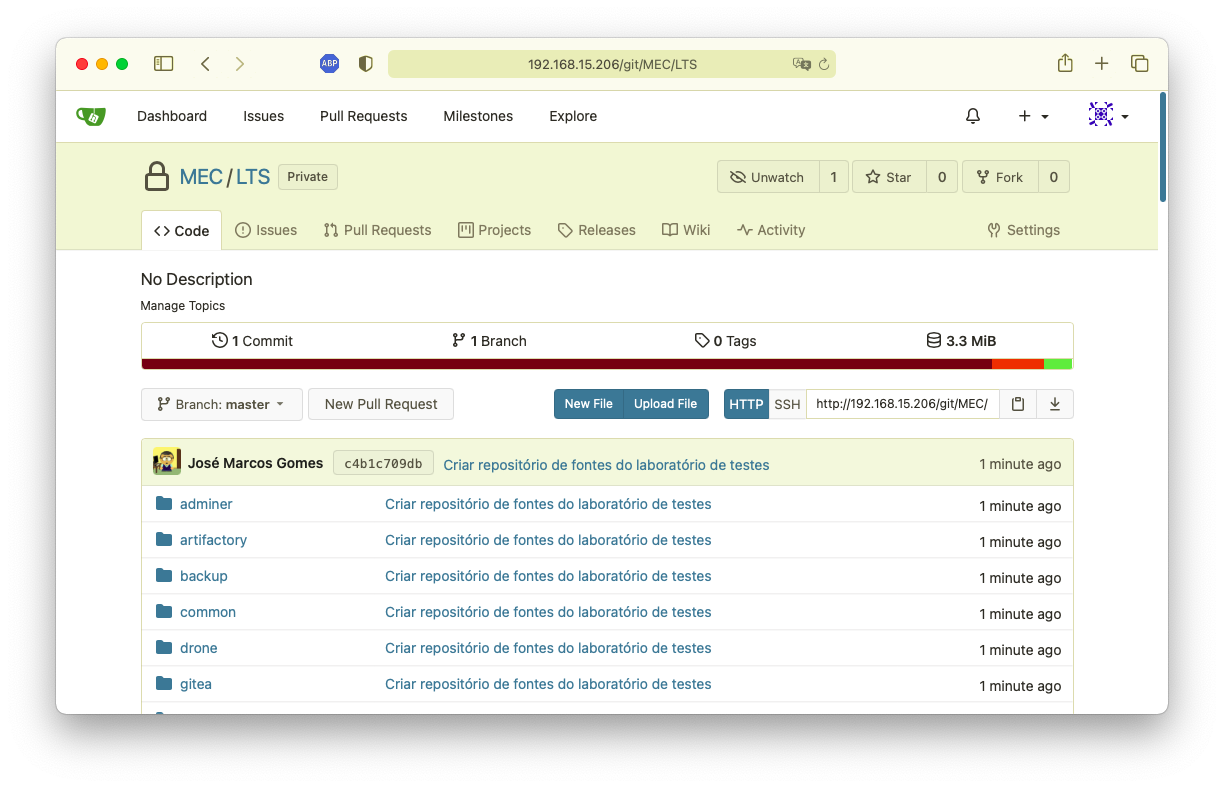 ABP
192.168.15.206/git/MEC/LTS
Dashboard Issues Pull Requests Milestones Explore
MEC/LTS Private Unwatch 1 Star 0 Fork 0
Code Issues Pull Requests Projects Releases Wiki Activity Settings
No Description
Manage Topics
1 Commit 1 Branch 0 Tags 3.3 MiB
Branch: master New Pull Request New File Upload File HTTP SSH http://192.168.15.206/git/MEC/
José Marcos Gomes c4b1c709db Criar repositório de fontes do laboratório de testes 1 minute ago
adminer Criar repositório de fontes do laboratório de testes 1 minute ago
artifactory Criar repositório de fontes do laboratório de testes 1 minute ago
backup Criar repositório de fontes do laboratório de testes 1 minute ago
common Criar repositório de fontes do laboratório de testes 1 minute ago
drone Criar repositório de fontes do laboratório de testes 1 minute ago
gitea Criar repositório de fontes do laboratório de testes 1 minute ago